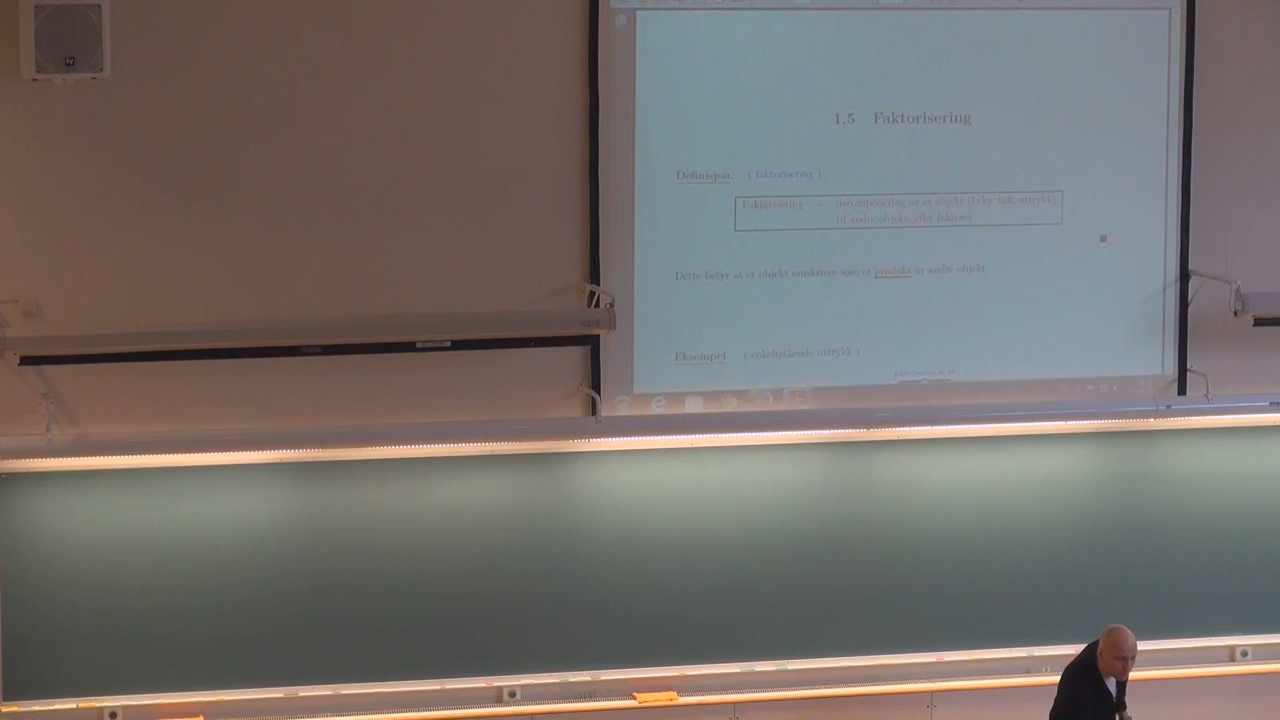 1.5 Faktorisering
Definisjon: ( faktorisering )
Faktorisering = decomponering av et objekt (f.eks. tall, uttrykk)
til andre objekt, eller faktorer
Dette betyr at et objekt omskrives som et produkt av andre objekt.
Eksempel: ( enkeltstående uttrykk )